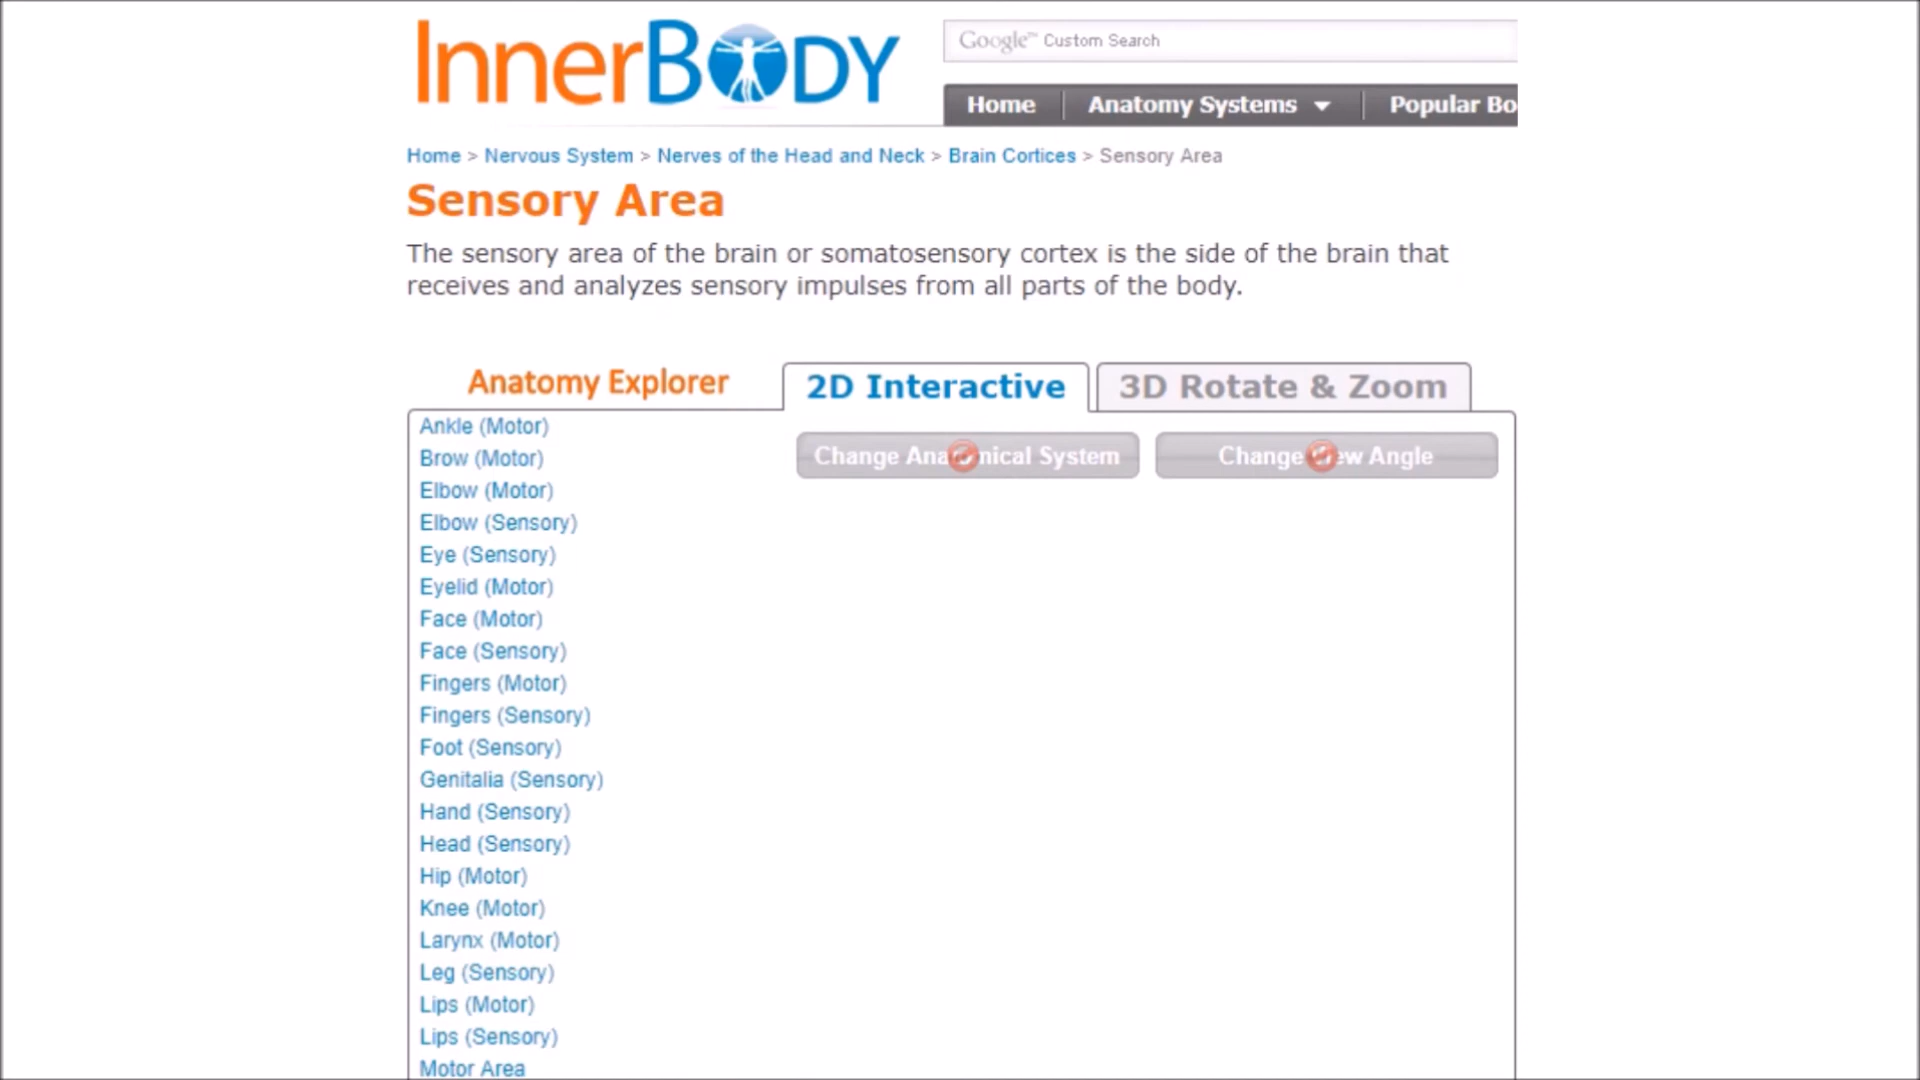 InnerBODY
Google™ Custom Search
Home
Anatomy Systems
Popular Bo
Home > Nervous System > Nerves of the Head and Neck > Brain Cortices > Sensory Area
Sensory Area
The sensory area of the brain or somatosensory cortex is the side of the brain that
receives and analyzes sensory impulses from all parts of the body.
Anatomy Explorer
2D Interactive
3D Rotate & Zoom
Change Anatomical System
Change View Angle
Ankle (Motor)
Brow (Motor)
Elbow (Motor)
Elbow (Sensory)
Eye (Sensory)
Eyelid (Motor)
Face (Motor)
Face (Sensory)
Fingers (Motor)
Fingers (Sensory)
Foot (Sensory)
Genitalia (Sensory)
Hand (Sensory)
Head (Sensory)
Hip (Motor)
Knee (Motor)
Larynx (Motor)
Leg (Sensory)
Lips (Motor)
Lips (Sensory)
Motor Area